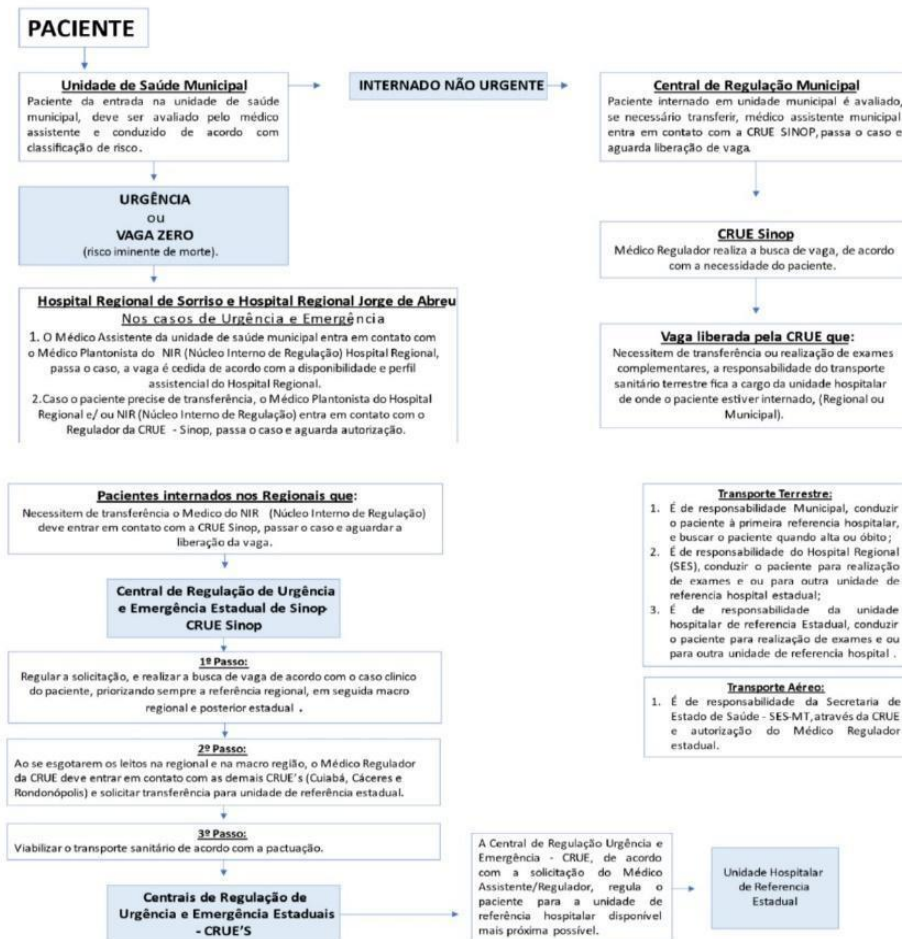 PACIENTE
Unidade de Saúde Municipal
Paciente da entrada na unidade de saúde
municipal, deve ser avaliado pelo médico
assistente e conduzido de acordo com
classificação de risco.
INTERNADO NÃO URGENTE
Central de Regulação Municipal
Paciente internado em unidade municipal é avaliado,
se necessário transferir, médico assistente municipal
entra em contato com a CRUE SINOP, passa o caso e
aguarda liberação de vaga.
URGÊNCIA
ou
VAGA ZERO
(risco iminente de morte).
CRUE Sinop
Médico Regulador realiza a busca de vaga, de acordo
com a necessidade do paciente.
Hospital Regional de Sorriso e Hospital Regional Jorge de Abreu
Nos casos de Urgência e Emergência
1. O Médico Assistente da unidade de saúde municipal entra em contato com
o Médico Plantonista do NIR (Núcleo Interno de Regulação) Hospital Regional,
passa o caso, a vaga é cedida de acordo com a disponibilidade e perfil
assistencial do Hospital Regional.
2.Caso o paciente precise de transferência, o Médico Plantonista do Hospital
Regional e/ ou NIR (Núcleo Interno de Regulação) entra em contato com o
Regulador da CRUE - Sinop, passa o caso e aguarda autorização.
Vaga liberada pela CRUE que:
Necessitem de transferência ou realização de exames
complementares, a responsabilidade do transporte
sanitário terrestre fica a cargo da unidade hospitalar
de onde o paciente estiver internado, (Regional ou
Municipal).
Pacientes internados nos Regionais que:
Necessitem de transferência o Medico do NIR (Núcleo Interno de Regulação)
deve entrar em contato com a CRUE Sinop, passar o caso e aguardar a
liberação da vaga.
Central de Regulação de Urgência
e Emergência Estadual de Sinop-
CRUE Sinop
1º Passo:
Regular a solicitação, e realizar a busca de vaga de acordo com o caso clinico
do paciente, priorizando sempre a referência regional, em seguida macro
regional e posterior estadual .
2º Passo:
Ao se esgotarem os leitos na regional e na macro região, o Médico Regulador
da CRUE deve entrar em contato com as demais CRUE's (Cuiabá, Cáceres e
Rondonópolis) e solicitar transferência para unidade de referência estadual.
3º Passo:
Viabilizar o transporte sanitário de acordo com a pactuação.
Centrais de Regulação de
Urgência e Emergência Estaduais
- CRUE'S
Transporte Terrestre:
1. É de responsabilidade Municipal, conduzir
o paciente à primeira referencia hospitalar,
e buscar o paciente quando alta ou óbito;
2. É de responsabilidade do Hospital Regional
(SES), conduzir o paciente para realização
de exames e ou para outra unidade de
referencia hospital estadual;
3. É de responsabilidade da unidade
hospitalar de referencia Estadual, conduzir
o paciente para realização de exames e ou
para outra unidade de referencia hospital .
Transporte Aéreo:
1. É de responsabilidade da Secretaria de
Estado de Saúde - SES-MT, através da CRUE
e autorização do Médico Regulador
estadual.
A Central de Regulação Urgência e
Emergência - CRUE, de acordo
com a solicitação do Médico
Assistente/Regulador, regula o
paciente para a unidade de
referência hospitalar disponível
mais próxima possível.
Unidade Hospitalar
de Referencia
Estadual